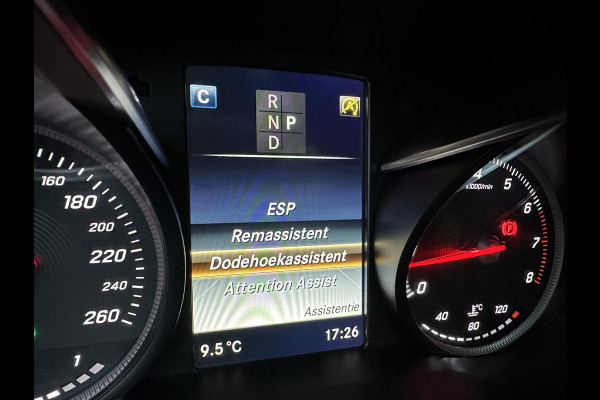 C
R
N P
D
ESP
Remassistent
Dodehoekassistent
Attention Assist
Assistentie
9.5 °C 17:26
160
180
200
220
240
260
1
4
5
6
7
8
0
x1000/min
P
40
80
120
°C